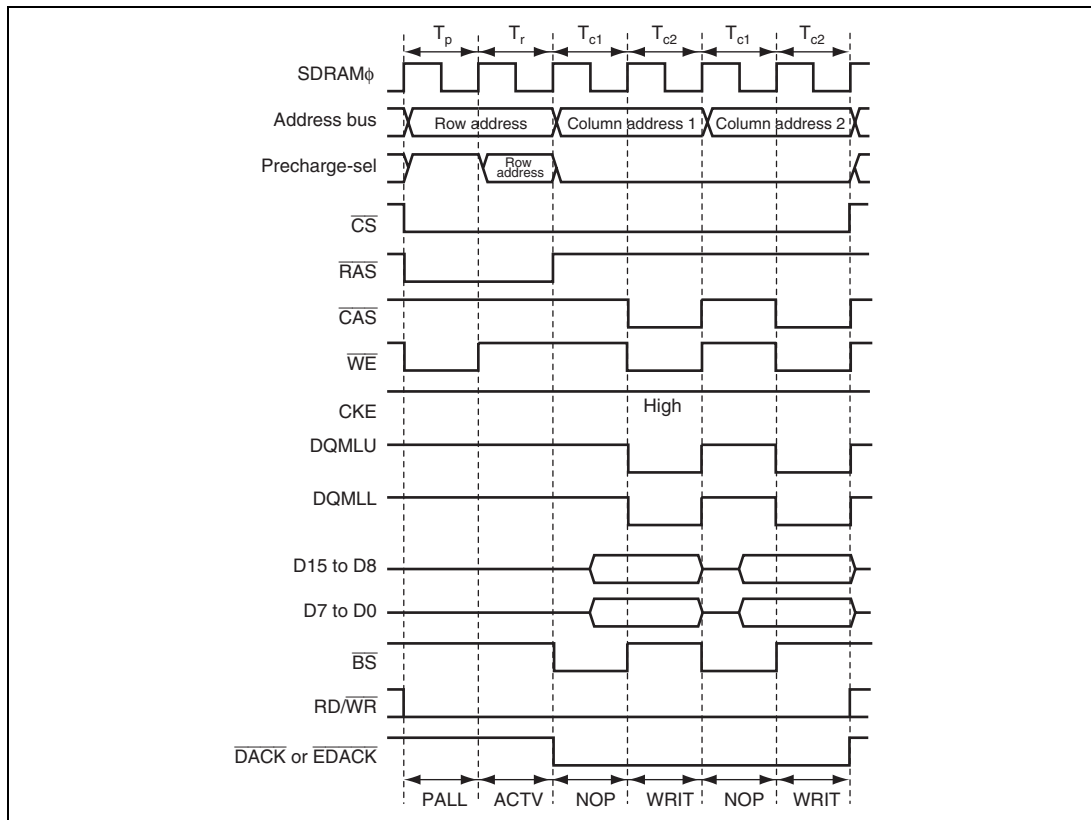 Tp Tr Tc1 Tc2 Tc1 Tc2
SDRAMϕ
Address bus Row address Column address 1 Column address 2
Precharge-sel Row address
CS
RAS
CAS
WE
CKE High
DQMLU
DQMLL
D15 to D8
D7 to D0
BS
RD/WR
DACK or EDACK
PALL ACTV NOP WRIT NOP WRIT